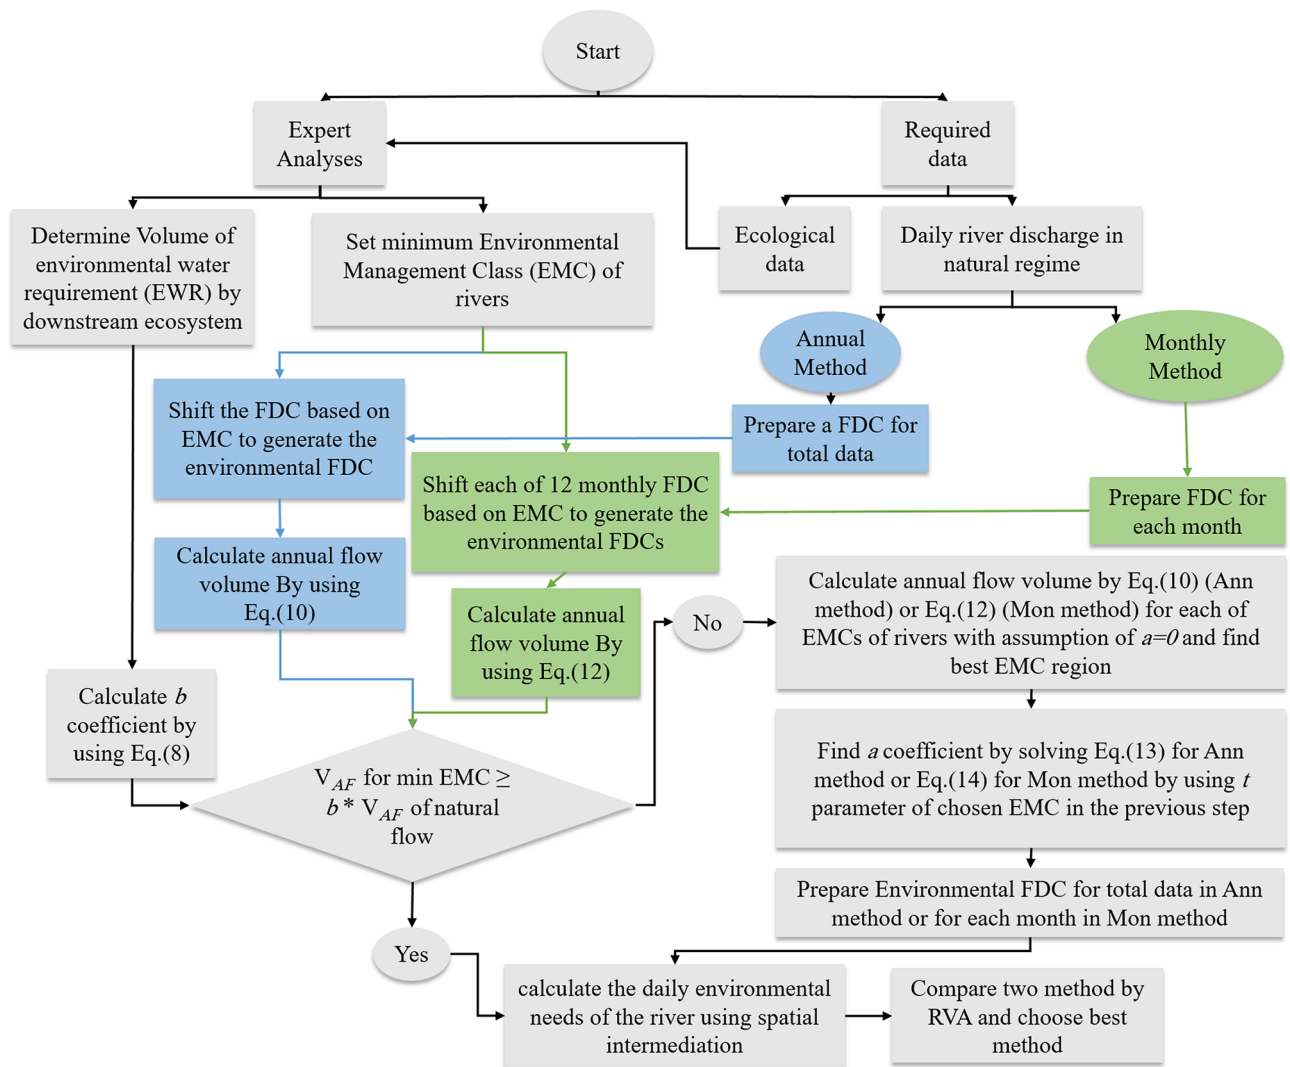 Start
Expert
Analyses
Required
data
Determine Volume of
environmental water
requirement (EWR) by
downstream ecosystem
Set minimum Environmental
Management Class (EMC) of
rivers
Ecological
data
Daily river discharge in
natural regime
Annual
Method
Monthly
Method
Shift the FDC based on
EMC to generate the
environmental FDC
Prepare a FDC for
total data
Shift each of 12 monthly FDC
based on EMC to generate the
environmental FDCs
Prepare FDC for
each month
Calculate annual flow
volume By using
Eq.(10)
Calculate annual
flow volume By
using Eq.(12)
No
Calculate annual flow volume by Eq.(10) (Ann
method) or Eq.(12) (Mon method) for each of
EMCs of rivers with assumption of a=0 and find
best EMC region
Calculate b
coefficient by
using Eq.(8)
V_AF for min EMC ≥
b * V_AF of natural
flow
Find a coefficient by solving Eq.(13) for Ann
method or Eq.(14) for Mon method by using t
parameter of chosen EMC in the previous step
Prepare Environmental FDC for total data in Ann
method or for each month in Mon method
Yes
calculate the daily environmental
needs of the river using spatial
intermediation
Compare two method by
RVA and choose best
method